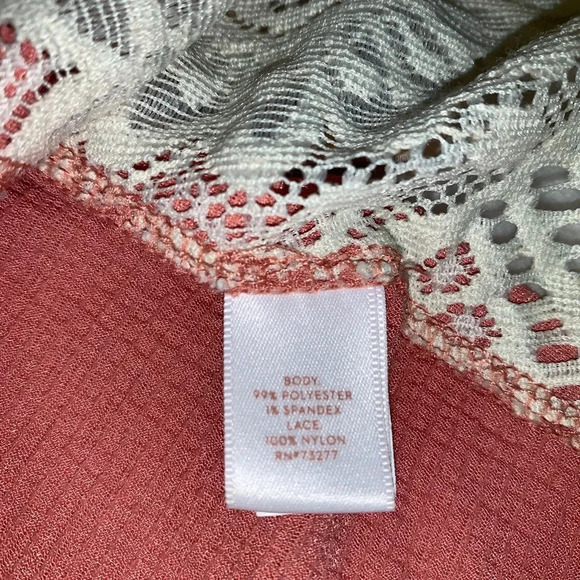 BODY:
99% POLYESTER
1% SPANDEX
LACE:
100% NYLON
RN#73277